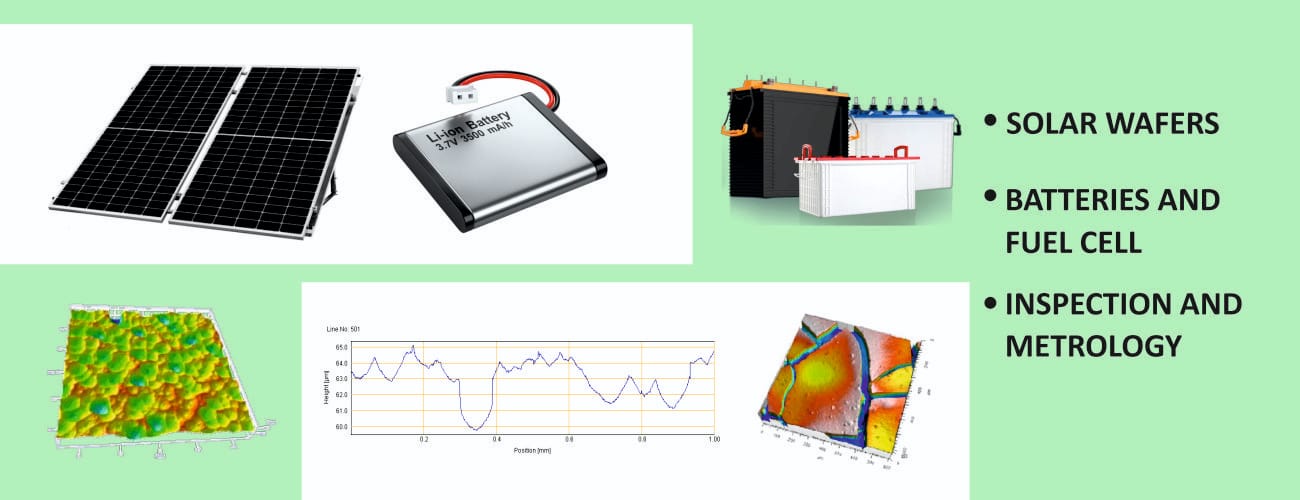 Li-ion Battery
3.7V 3500 mA/h
• SOLAR WAFERS
• BATTERIES AND
FUEL CELL
• INSPECTION AND
METROLOGY
Line No: 501
Height [µm]
65.0
64.0
63.0
62.0
61.0
60.0
0.2
0.4
0.6
0.8
1.00
Position [mm]